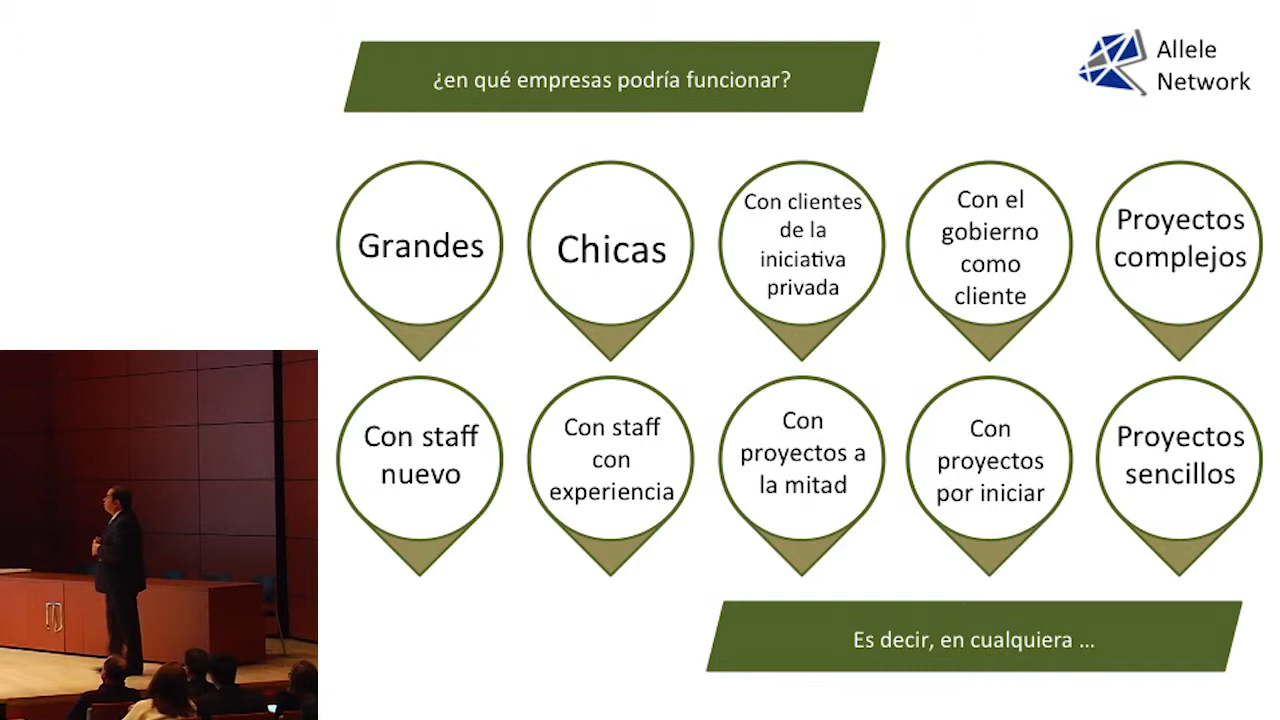 ¿en qué empresas podría funcionar?
Allele
Network
Grandes
Chicas
Con clientes
de la
iniciativa
privada
Con el
gobierno
como
cliente
Proyectos
complejos
Con staff
nuevo
Con staff
con
experiencia
Con
proyectos a
la mitad
Con
proyectos
por iniciar
Proyectos
sencillos
Es decir, en cualquiera ...